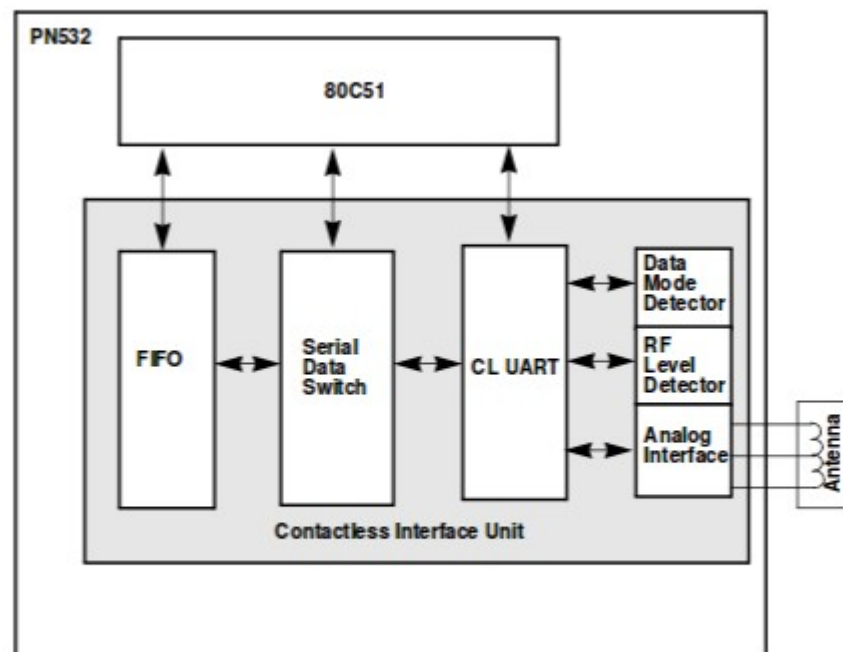 PN532
80C51
FIFO
Serial
Data
Switch
CL UART
Data
Mode
Detector
RF
Level
Detector
Analog
Interface
Antenna
Contactless Interface Unit